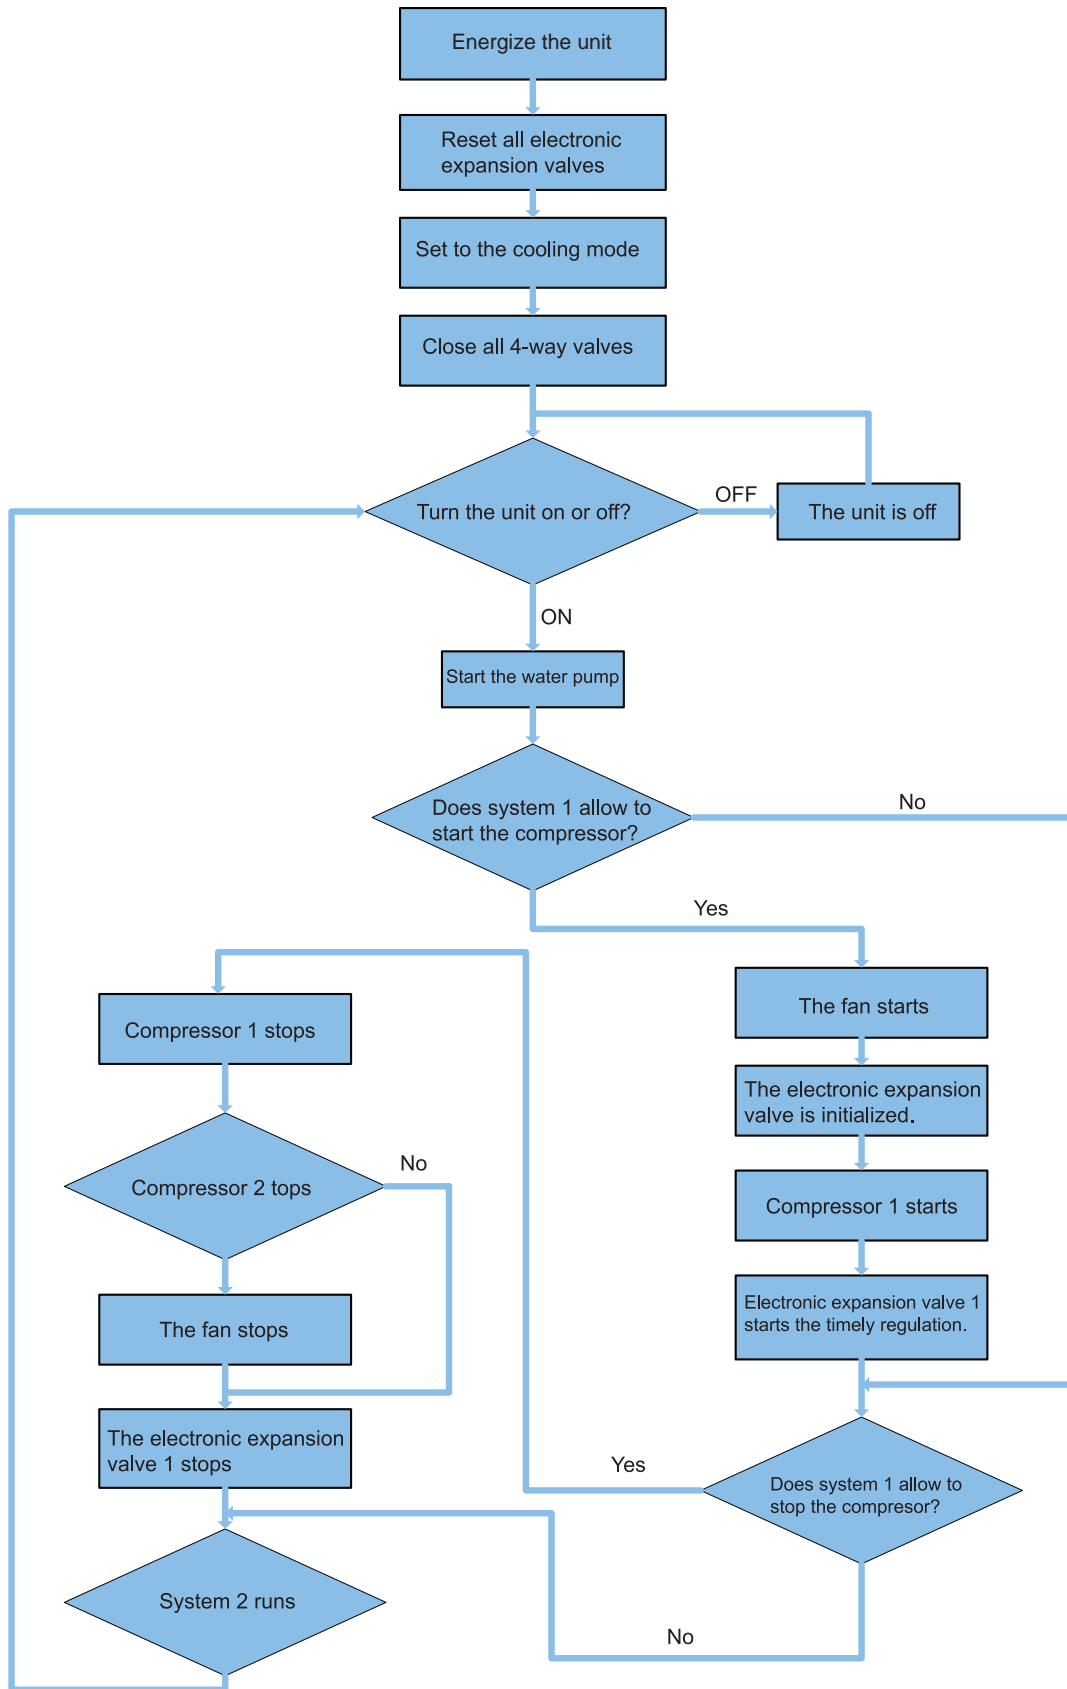 Energize the unit
Reset all electronic
expansion valves
Set to the cooling mode
Close all 4-way valves
Turn the unit on or off?
OFF
The unit is off
ON
Start the water pump
Does system 1 allow to
start the compressor?
No
Yes
The fan starts
Compressor 1 stops
The electronic expansion
valve is initialized.
No
Compressor 2 tops
Compressor 1 starts
Electronic expansion valve 1
starts the timely regulation.
The fan stops
The electronic expansion
valve 1 stops
Yes
Does system 1 allow to
stop the compresor?
System 2 runs
No